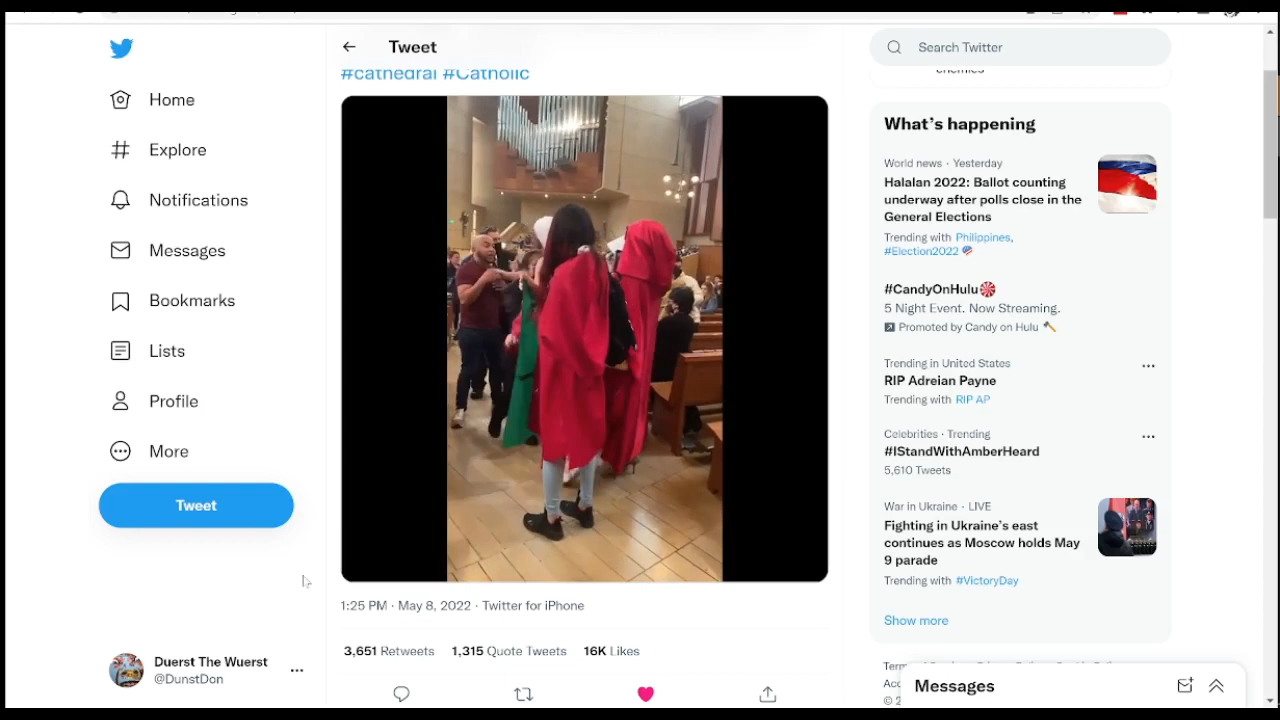 Tweet
#cathedral #Catholic
Home
Explore
Notifications
Messages
Bookmarks
Lists
Profile
More
Tweet
Duerst The Wuerst
@DunstDon
1:25 PM · May 8, 2022 · Twitter for iPhone
3,651 Retweets 1,315 Quote Tweets 16K Likes
Search Twitter
enemies
What's happening
World news · Yesterday
Halalan 2022: Ballot counting
underway after polls close in the
General Elections
Trending with Philippines,
#Election2022
#CandyOnHulu
5 Night Event. Now Streaming.
Promoted by Candy on Hulu
Trending in United States
RIP Adreian Payne
Trending with RIP AP
Celebrities · Trending
#IStandWithAmberHeard
5,610 Tweets
War in Ukraine · LIVE
Fighting in Ukraine's east
continues as Moscow holds May
9 parade
Trending with #VictoryDay
Show more
Messages